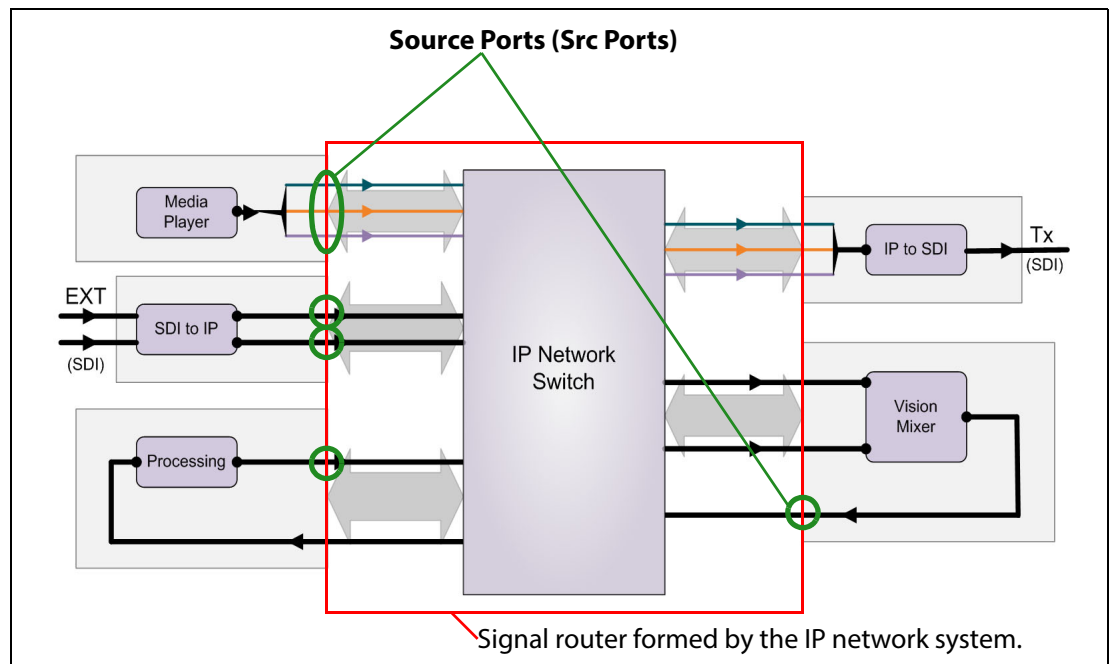 Source Ports (Src Ports)
Media
Player
EXT
SDI to IP
(SDI)
Processing
IP Network
Switch
IP to SDI
Tx
(SDI)
Vision
Mixer
Signal router formed by the IP network system.